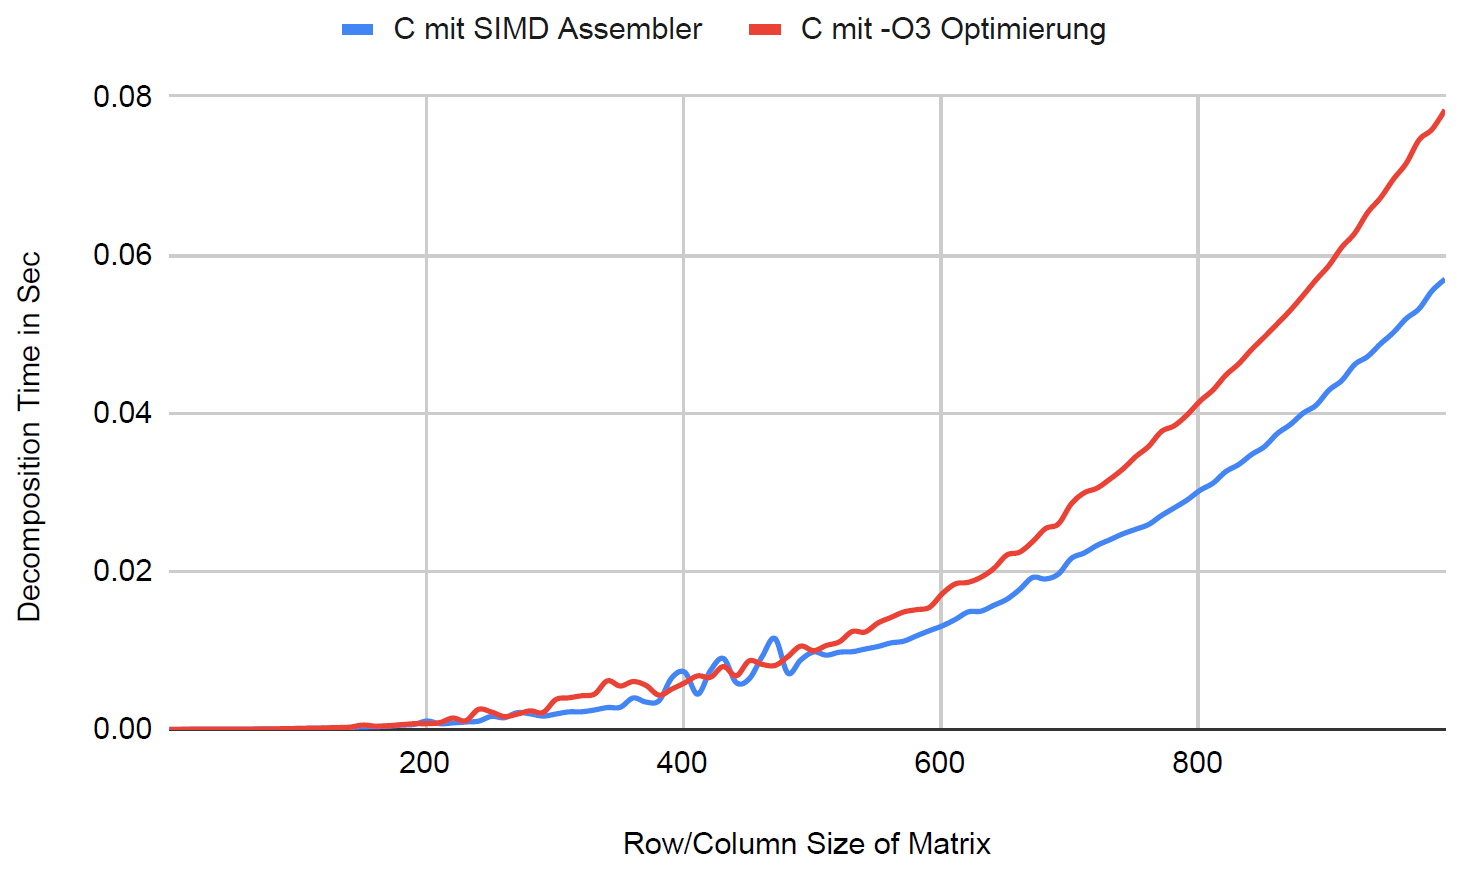 C mit SIMD Assembler
C mit -O3 Optimierung
0.08
0.06
0.04
0.02
0.00
Decomposition Time in Sec
200
400
600
800
Row/Column Size of Matrix